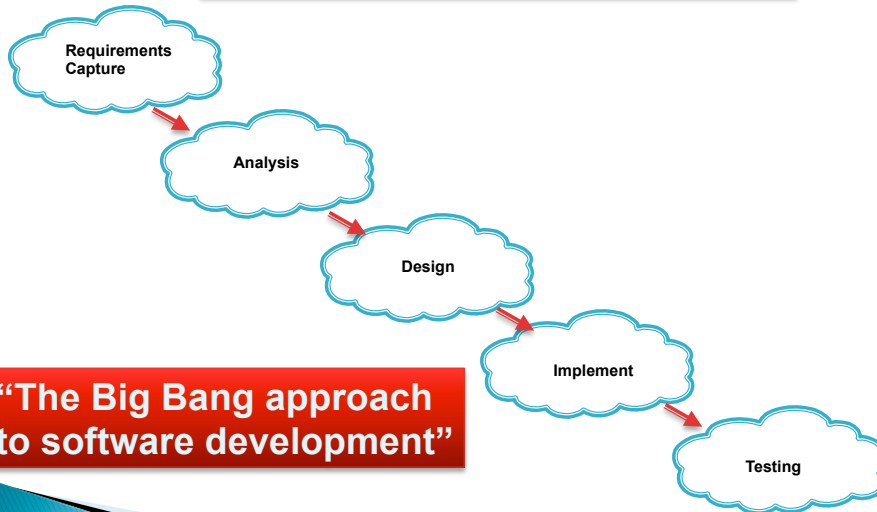 Requirements
Capture
Analysis
Design
Implement
“The Big Bang approach
to software development”
Testing